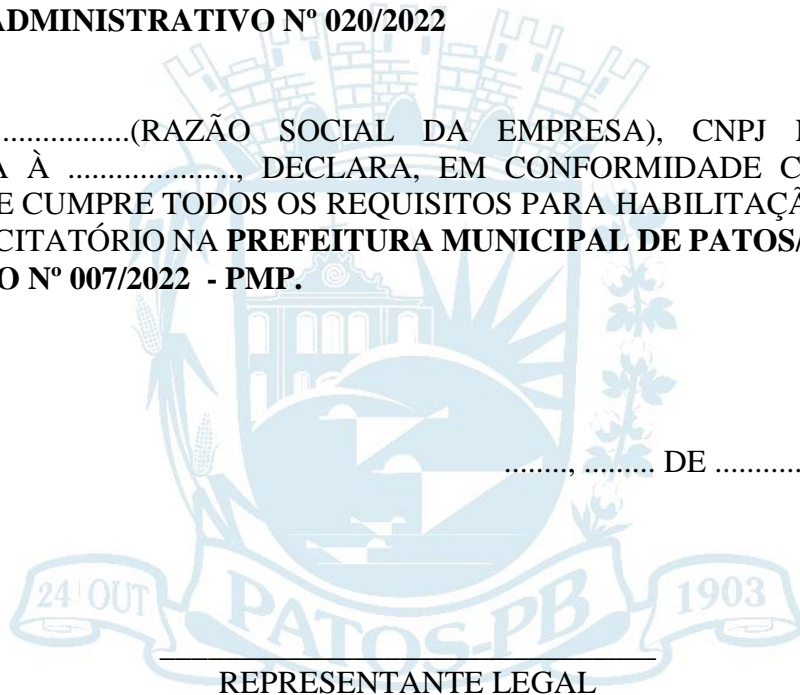 ADMINISTRATIVO Nº 020/2022
................(RAZÃO SOCIAL DA EMPRESA), CNPJ
A À ...................., DECLARA, EM CONFORMIDADE C
E CUMPRE TODOS OS REQUISITOS PARA HABILITAÇÃ
CITATÓRIO NA PREFEITURA MUNICIPAL DE PATOS/
O Nº 007/2022 - PMP.
........, ......... DE ...........
24 OUT
PATOS-PB
1903
_______________________________
REPRESENTANTE LEGAL